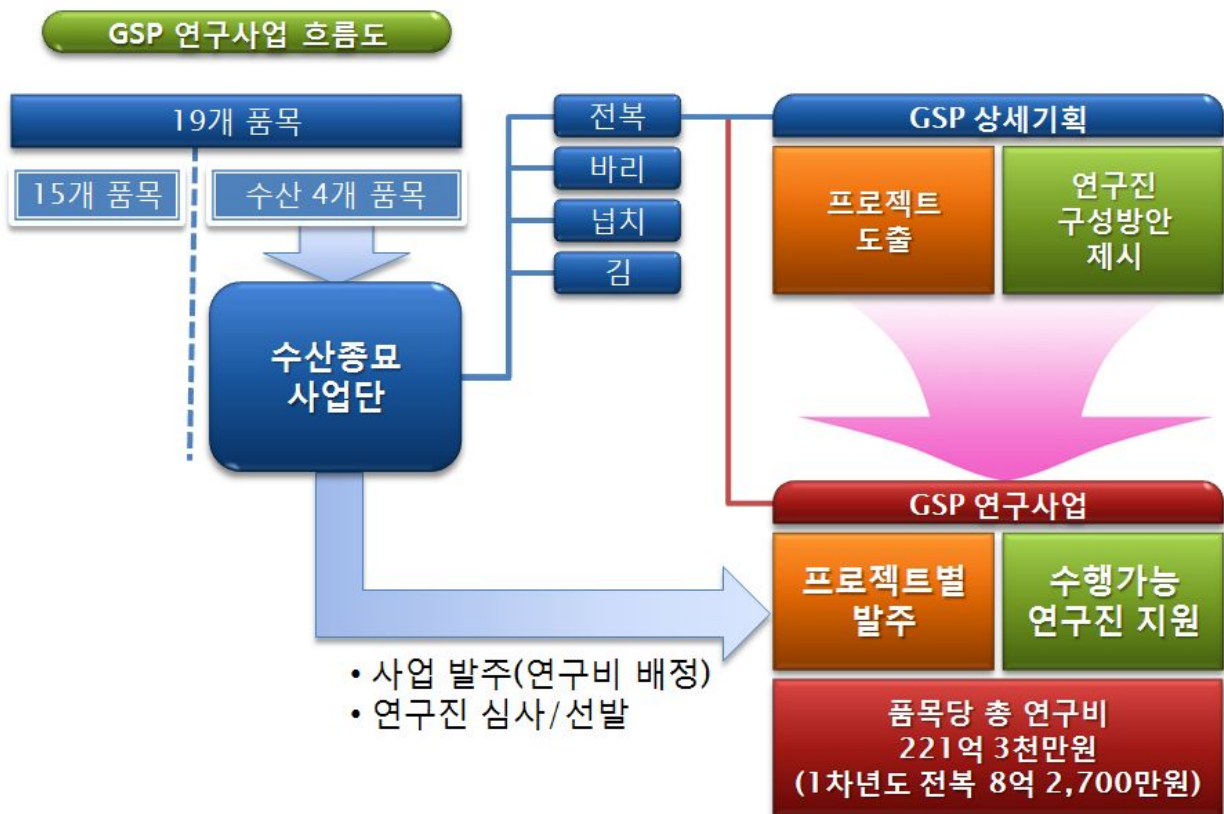 GSP 연구사업 흐름도
19개 품목
15개 품목
수산 4개 품목
수산종묘
사업단
전복
바리
넙치
김
GSP 상세기획
프로젝트
도출
연구진
구성방안
제시
GSP 연구사업
프로젝트별
발주
수행가능
연구진 지원
• 사업 발주(연구비 배정)
• 연구진 심사/선발
품목당 총 연구비
221억 3천만원
(1차년도 전복 8억 2,700만원)